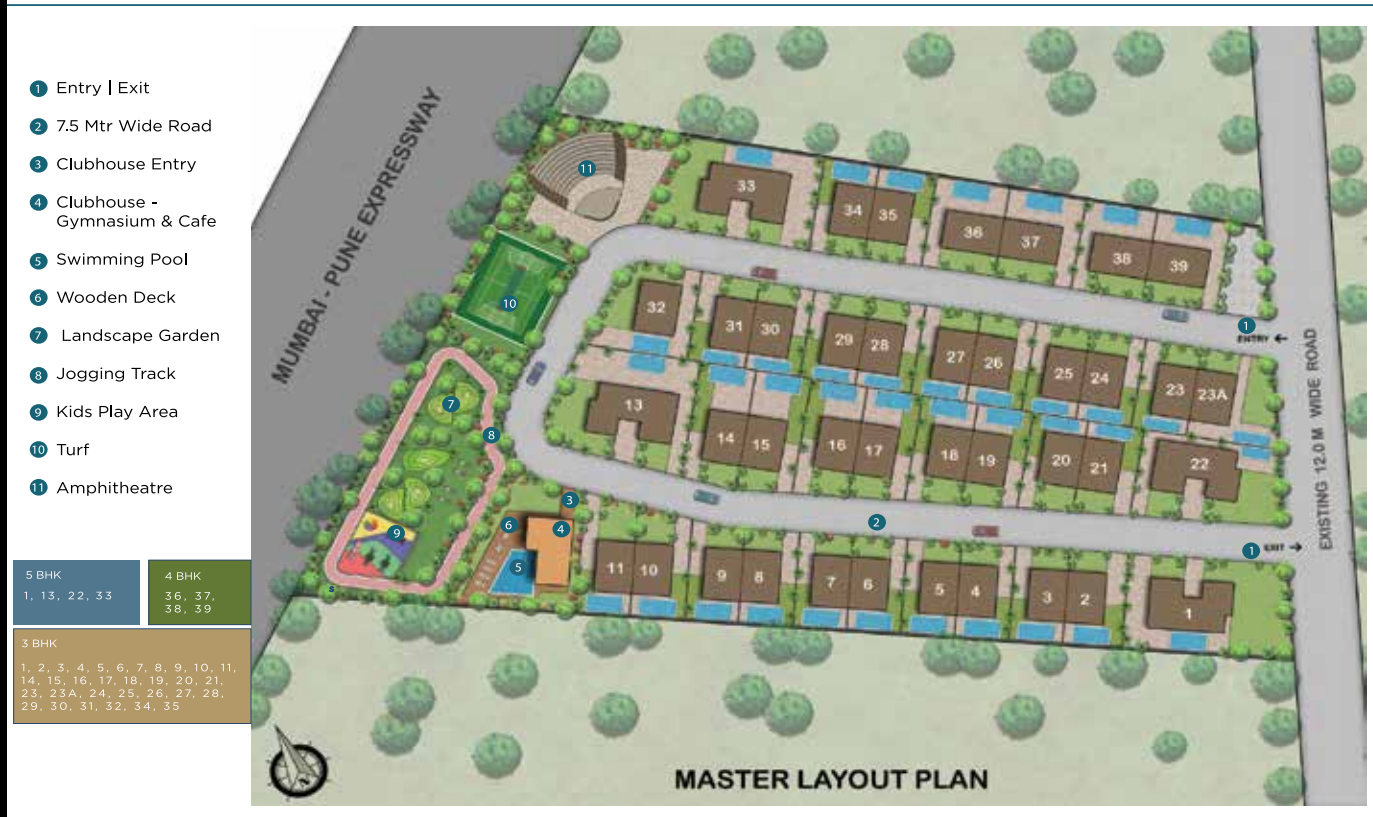 1 Entry | Exit
2 7.5 Mtr Wide Road
3 Clubhouse Entry
4 Clubhouse -
Gymnasium & Cafe
5 Swimming Pool
6 Wooden Deck
7 Landscape Garden
8 Jogging Track
9 Kids Play Area
10 Turf
11 Amphitheatre
5 BHK
1, 13, 22, 33
4 BHK
36, 37,
38, 39
3 BHK
1, 2, 3, 4, 5, 6, 7, 8, 9, 10, 11,
14, 15, 16, 17, 18, 19, 20, 21,
23, 23A, 24, 25, 26, 27, 28,
29, 30, 31, 32, 34, 35
MUMBAI - PUNE EXPRESSWAY
11
33
34 35
36 37
38 39
10
32
31 30
29 28
27 26
25 24
23 23A
1
ENTRY
EXISTING 12.0 M WIDE ROAD
7
8
13
14 15
16 17
18 19
20 21
22
9
3
6
4
5
2
1 EXIT
11 10
9 8
7 6
5 4
3 2
1
S
N
MASTER LAYOUT PLAN